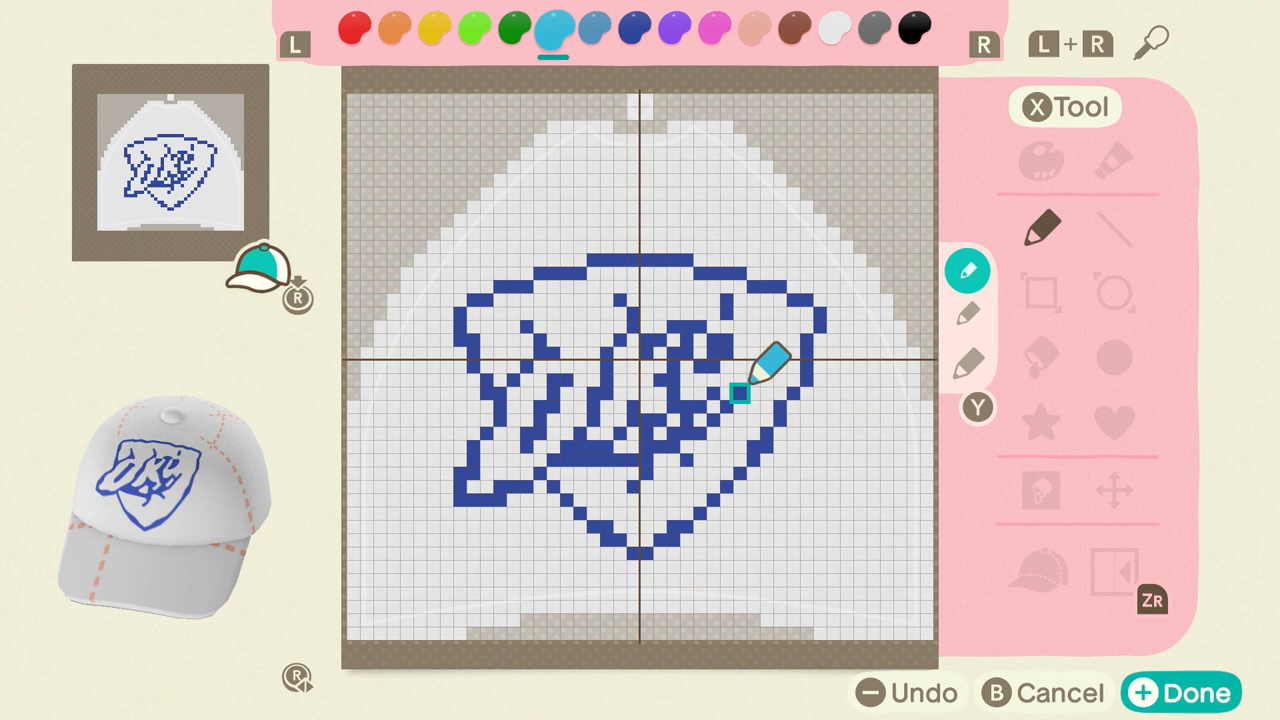 L
R
L + R
X Tool
R
Y
ZR
R
− Undo
B Cancel
+ Done